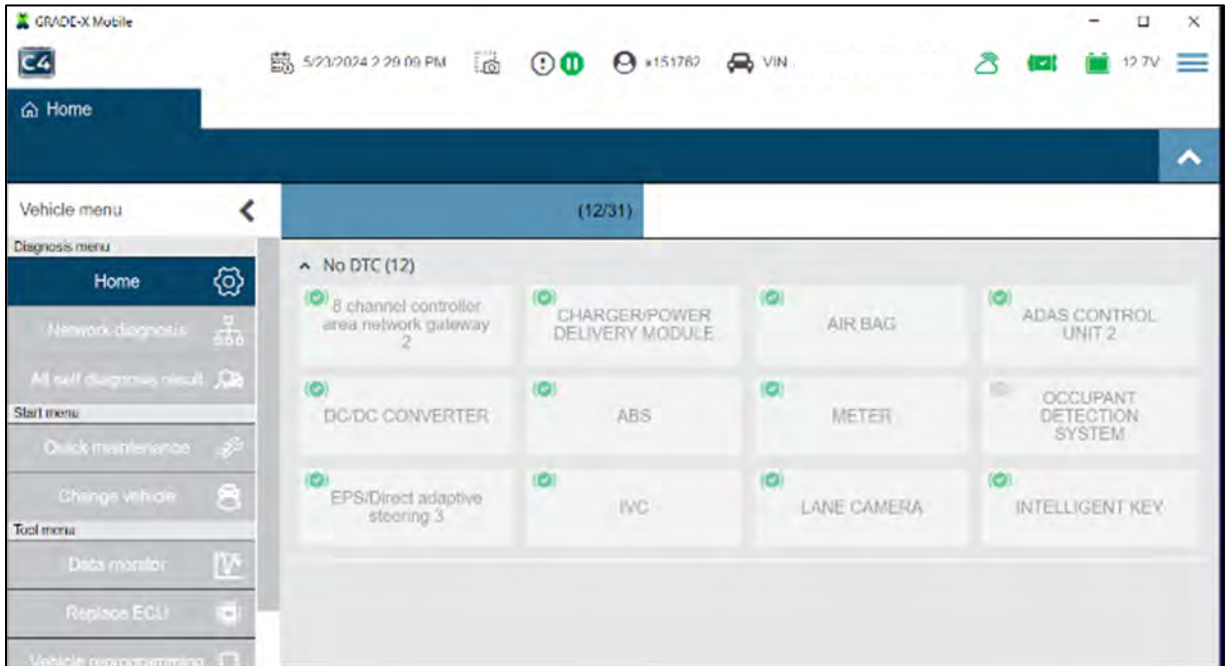 GRADE-X Mobile
C4
5/23/2024 2:29:09 PM
x151762
VIN
12.7V
Home
Vehicle menu
(12/31)
Diagnosis menu
Home
Network diagnosis
All self diagnosis result
Start menu
Quick maintenance
Change vehicle
Tool menu
Data monitor
Replace ECU
Vehicle reprogramming
No DTC (12)
8 channel controller
area network gateway
2
CHARGER/POWER
DELIVERY MODULE
AIR BAG
ADAS CONTROL
UNIT 2
DC/DC CONVERTER
ABS
METER
OCCUPANT
DETECTION
SYSTEM
EPS/Direct adaptive
steering 3
IVC
LANE CAMERA
INTELLIGENT KEY